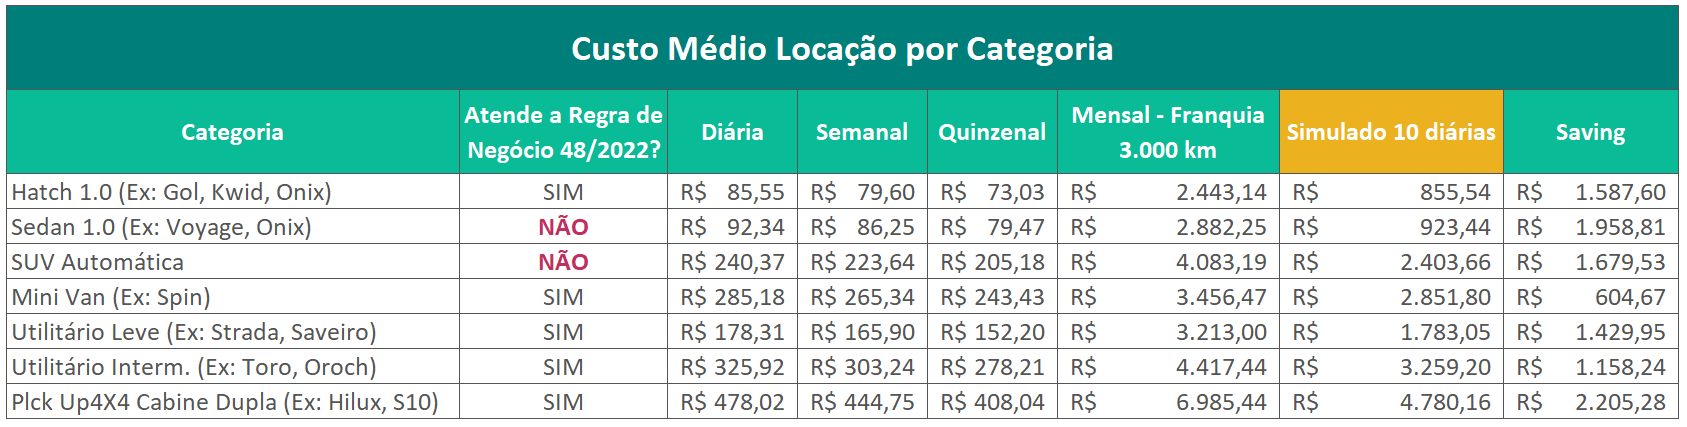 Custo Médio Locação por Categoria
Categoria Atende a Regra de Negócio 48/2022? Diária Semanal Quinzenal Mensal - Franquia 3.000 km Simulado 10 diárias Saving
Hatch 1.0 (Ex: Gol, Kwid, Onix) SIM R$ 85,55 R$ 79,60 R$ 73,03 R$ 2.443,14 R$ 855,54 R$ 1.587,60
Sedan 1.0 (Ex: Voyage, Onix) NÃO R$ 92,34 R$ 86,25 R$ 79,47 R$ 2.882,25 R$ 923,44 R$ 1.958,81
SUV Automática NÃO R$ 240,37 R$ 223,64 R$ 205,18 R$ 4.083,19 R$ 2.403,66 R$ 1.679,53
Mini Van (Ex: Spin) SIM R$ 285,18 R$ 265,34 R$ 243,43 R$ 3.456,47 R$ 2.851,80 R$ 604,67
Utilitário Leve (Ex: Strada, Saveiro) SIM R$ 178,31 R$ 165,90 R$ 152,20 R$ 3.213,00 R$ 1.783,05 R$ 1.429,95
Utilitário Interm. (Ex: Toro, Oroch) SIM R$ 325,92 R$ 303,24 R$ 278,21 R$ 4.417,44 R$ 3.259,20 R$ 1.158,24
PIck Up4X4 Cabine Dupla (Ex: Hilux, S10) SIM R$ 478,02 R$ 444,75 R$ 408,04 R$ 6.985,44 R$ 4.780,16 R$ 2.205,28